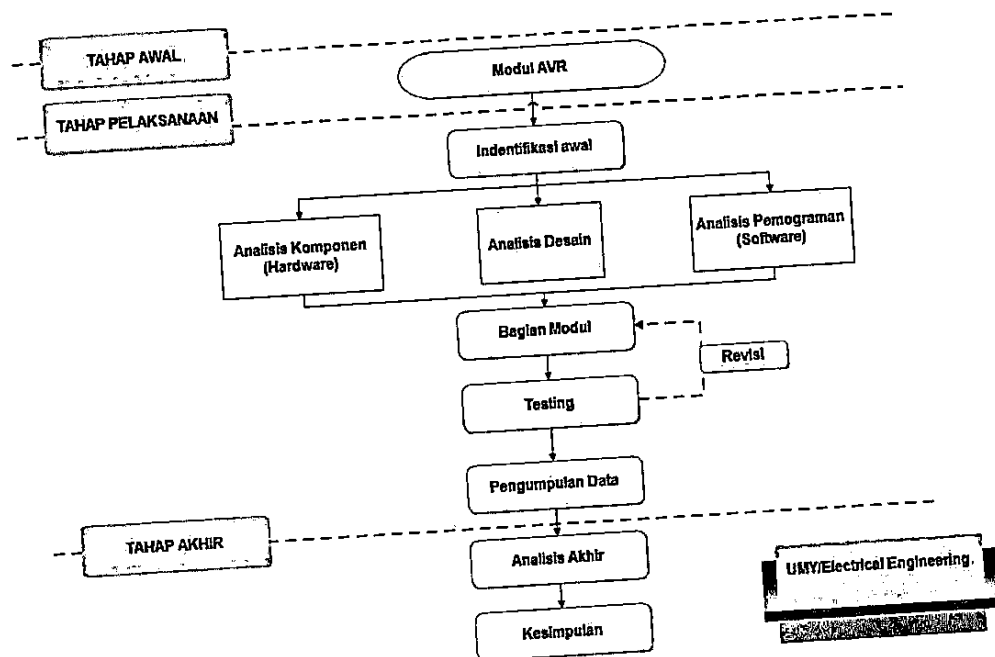 TAHAP AWAL
Modul AVR
TAHAP PELAKSANAAN
Indentifikasi awal
Analisis Komponen
(Hardware)
Analisis Desain
Analisis Pemograman
(Software)
Bagian Modul
Revisi
Testing
Pengumpulan Data
TAHAP AKHIR
Analisis Akhir
UMY/Electrical Engineering.
Kesimpulan